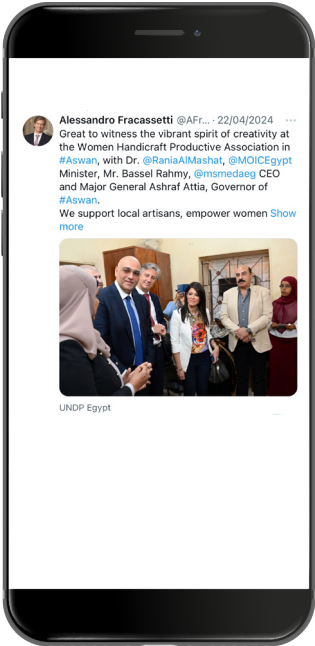 Alessandro Fracassetti @AFr... · 22/04/2024 ...
Great to witness the vibrant spirit of creativity at
the Women Handicraft Productive Association in
#Aswan, with Dr. @RaniaAlMashat, @MOICEgypt
Minister, Mr. Bassel Rahmy, @msmedaeg CEO
and Major General Ashraf Attia, Governor of
#Aswan.
We support local artisans, empower women Show
more
UNDP Egypt